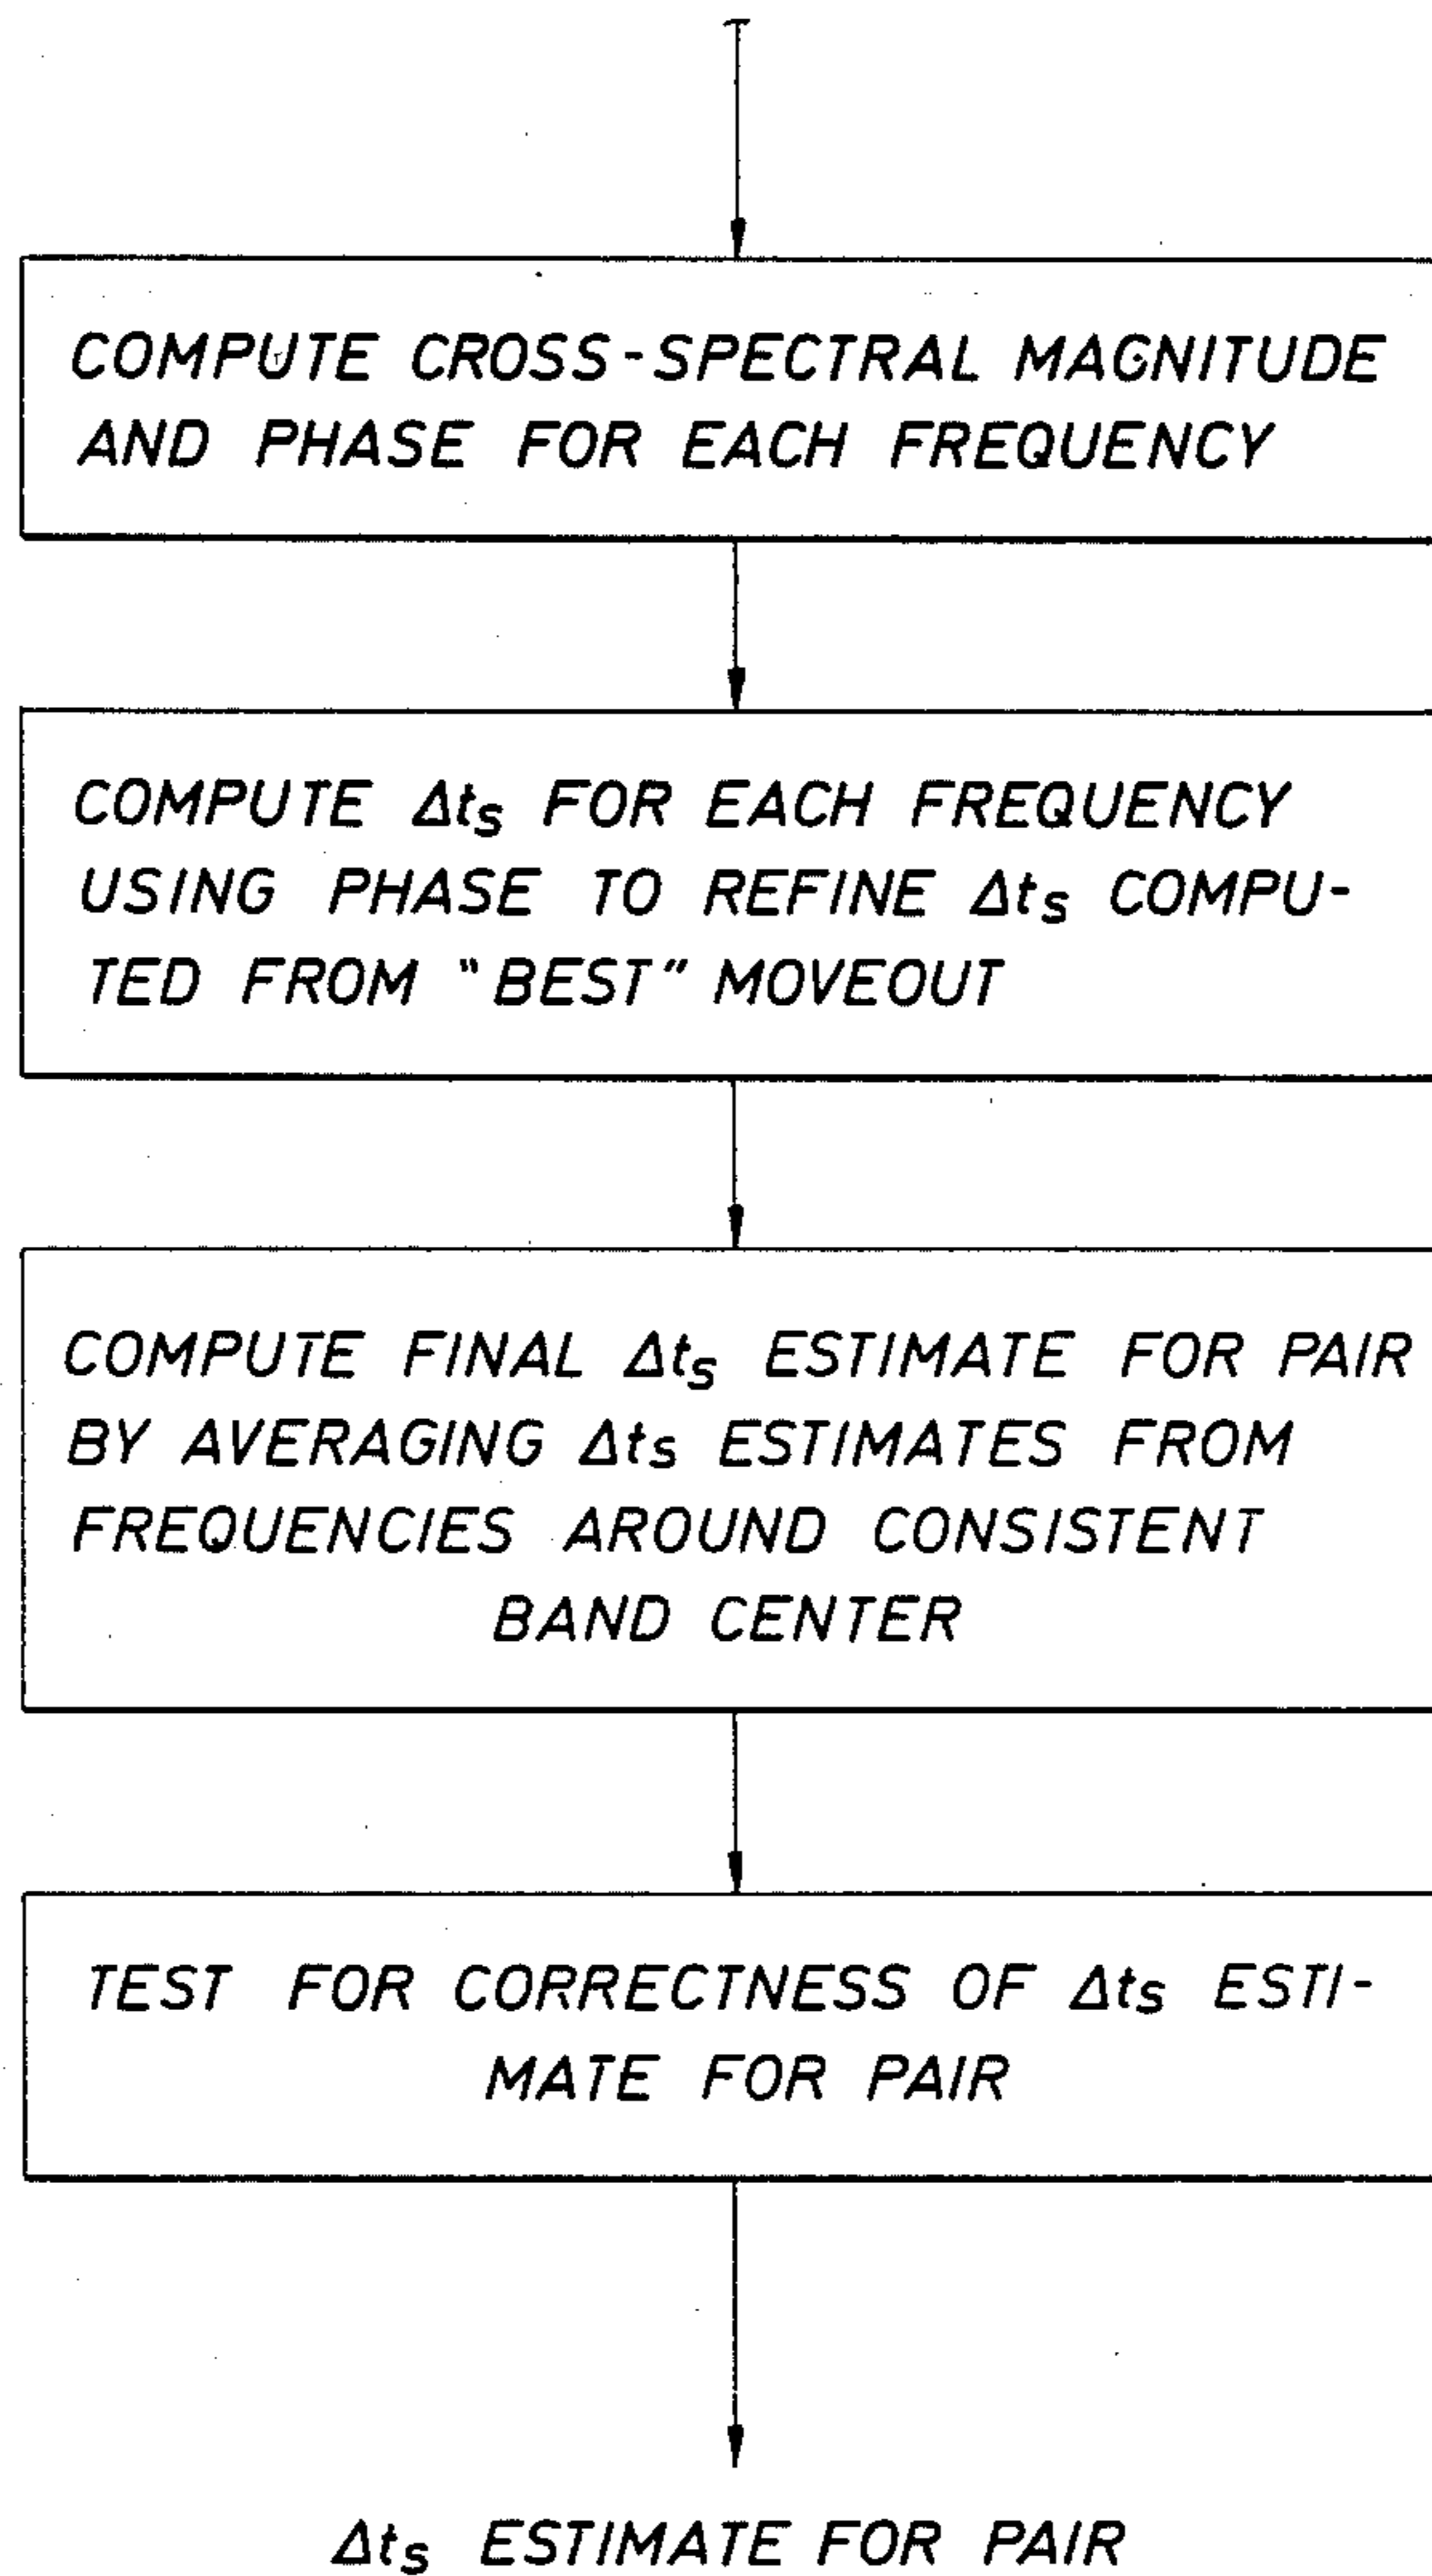 COMPUTE CROSS-SPECTRAL MAGNITUDE
AND PHASE FOR EACH FREQUENCY
COMPUTE Δts FOR EACH FREQUENCY
USING PHASE TO REFINE Δts COMPU-
TED FROM "BEST" MOVEOUT
COMPUTE FINAL Δts ESTIMATE FOR PAIR
BY AVERAGING Δts ESTIMATES FROM
FREQUENCIES AROUND CONSISTENT
BAND CENTER
TEST FOR CORRECTNESS OF Δts ESTI-
MATE FOR PAIR
Δts ESTIMATE FOR PAIR